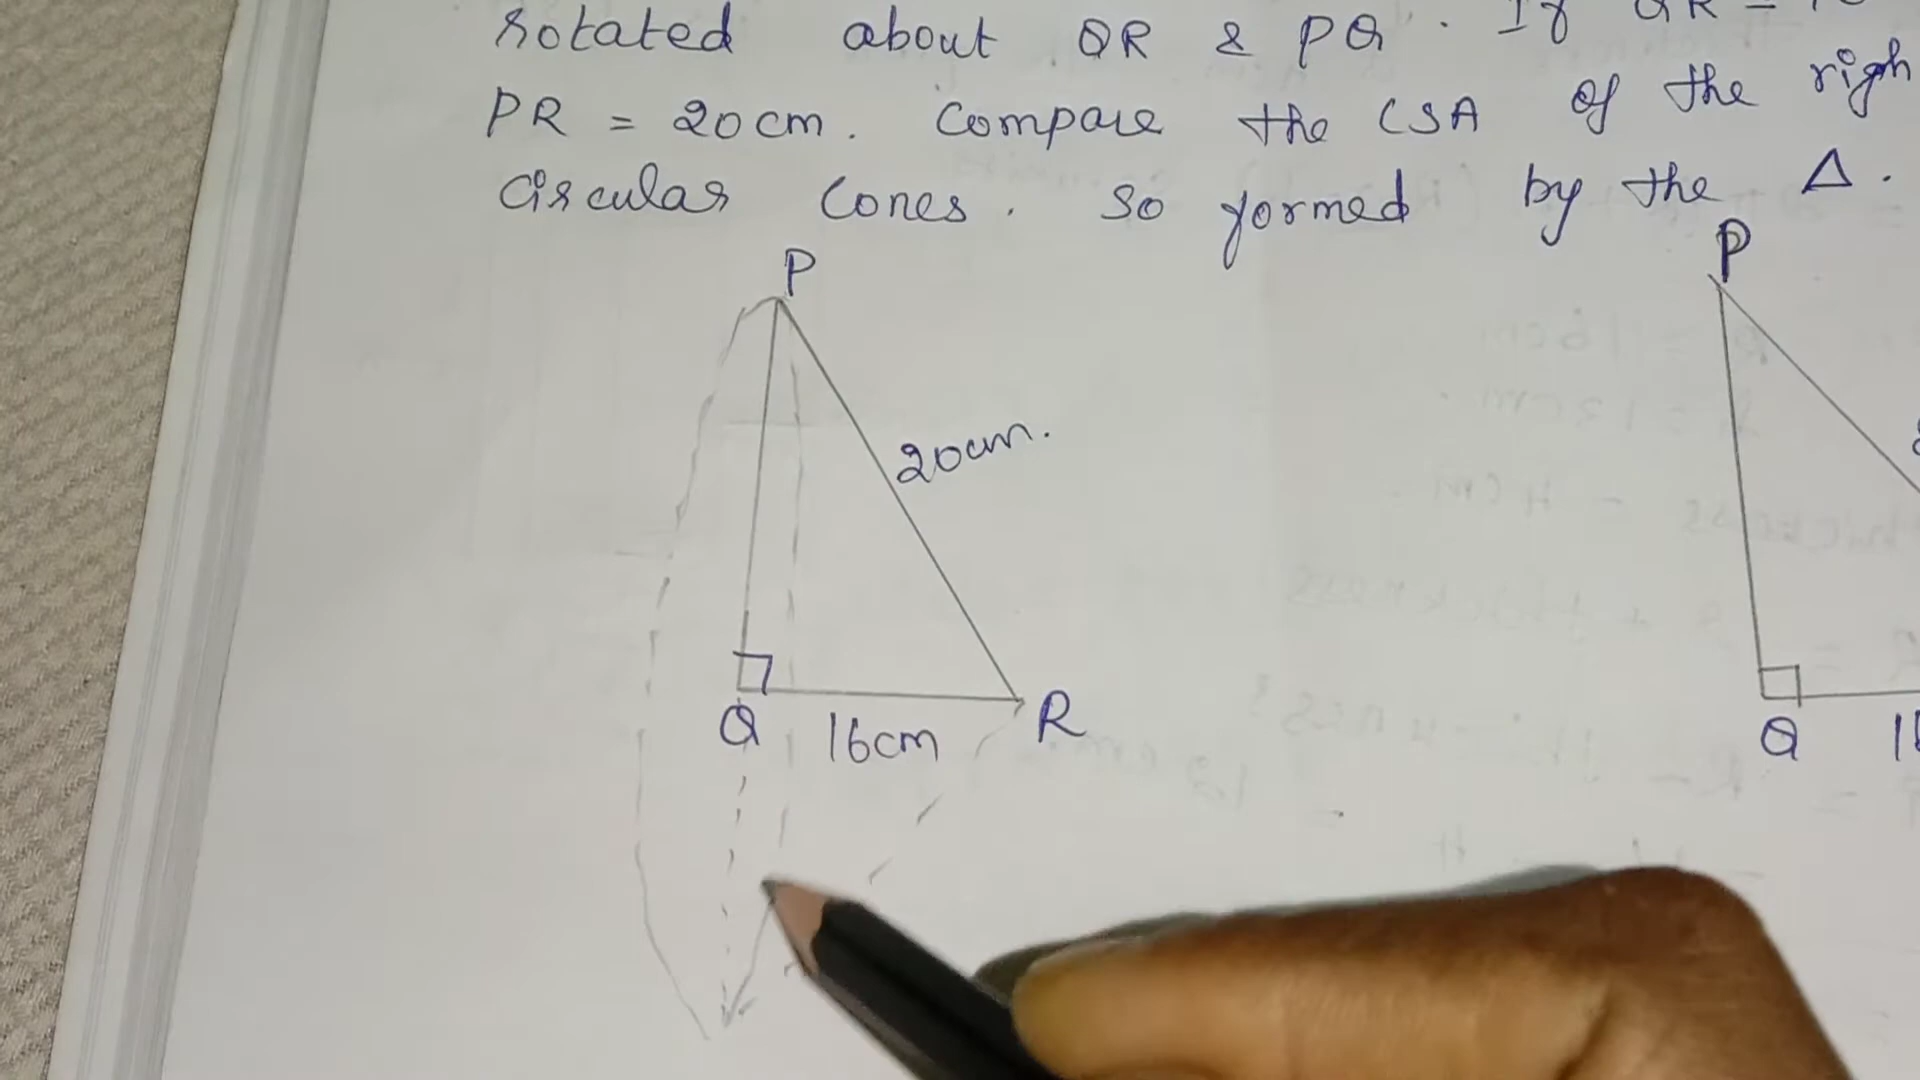 rotated about QR & PQ. If QR =
PR = 20cm. Compare the CSA of the righ
Circular Cones. so formed by the Δ.
P
P
20cm.
Q 16cm R
Q